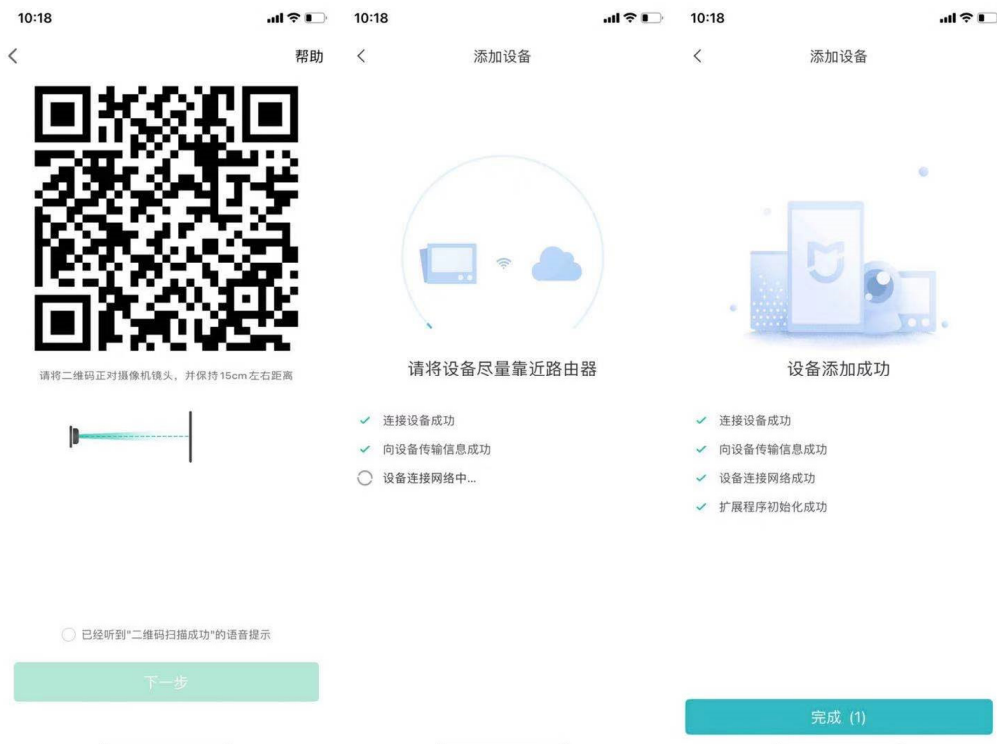 10:18
帮助
请将二维码正对摄像机镜头，并保持15cm左右距离
已经听到"二维码扫描成功"的语音提示
下一步
10:18
添加设备
请将设备尽量靠近路由器
连接设备成功
向设备传输信息成功
设备连接网络中...
10:18
添加设备
设备添加成功
连接设备成功
向设备传输信息成功
设备连接网络成功
扩展程序初始化成功
完成 (1)